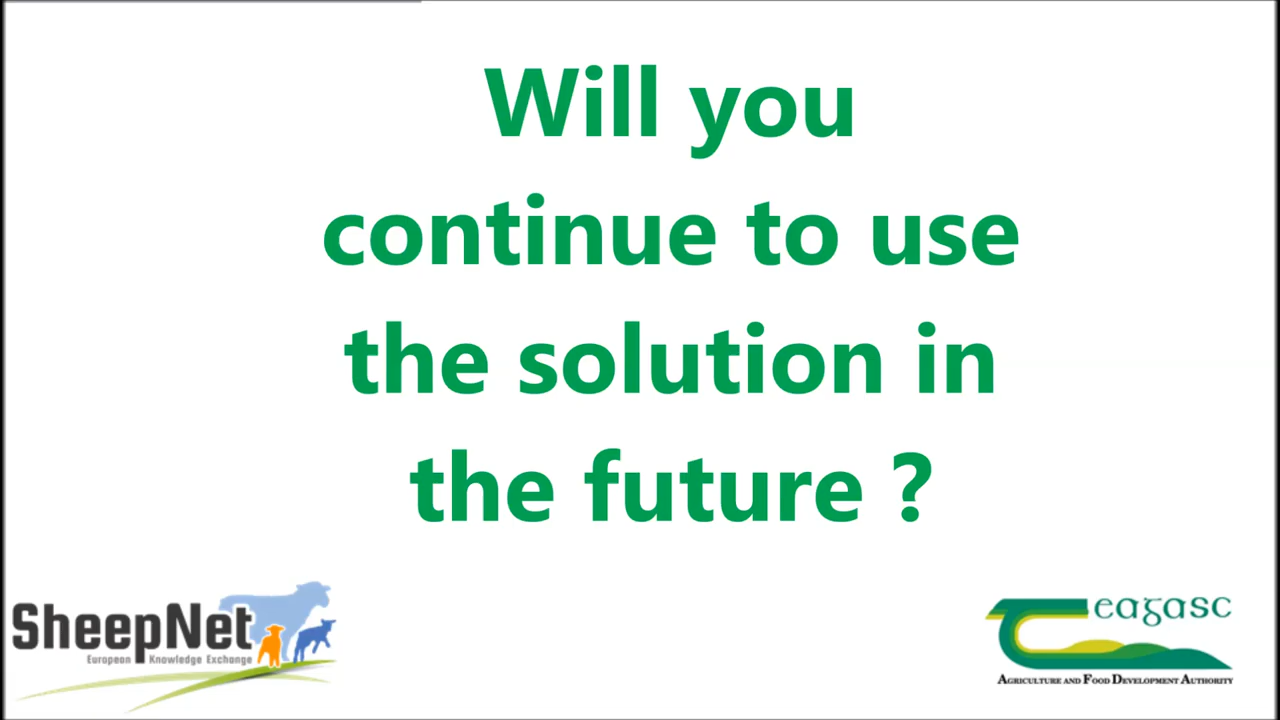 Will you
continue to use
the solution in
the future ?
SheepNet
European Knowledge Exchange
Teagasc
AGRICULTURE AND FOOD DEVELOPMENT AUTHORITY